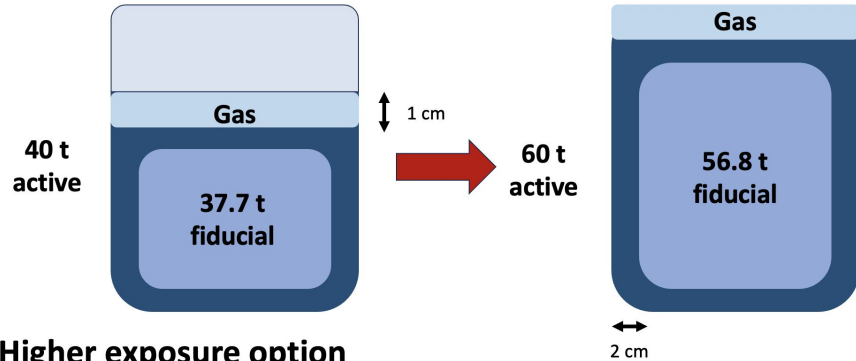 Gas
Gas
1 cm
40 t
active
60 t
active
37.7 t
fiducial
56.8 t
fiducial
Higher exposure option
2 cm